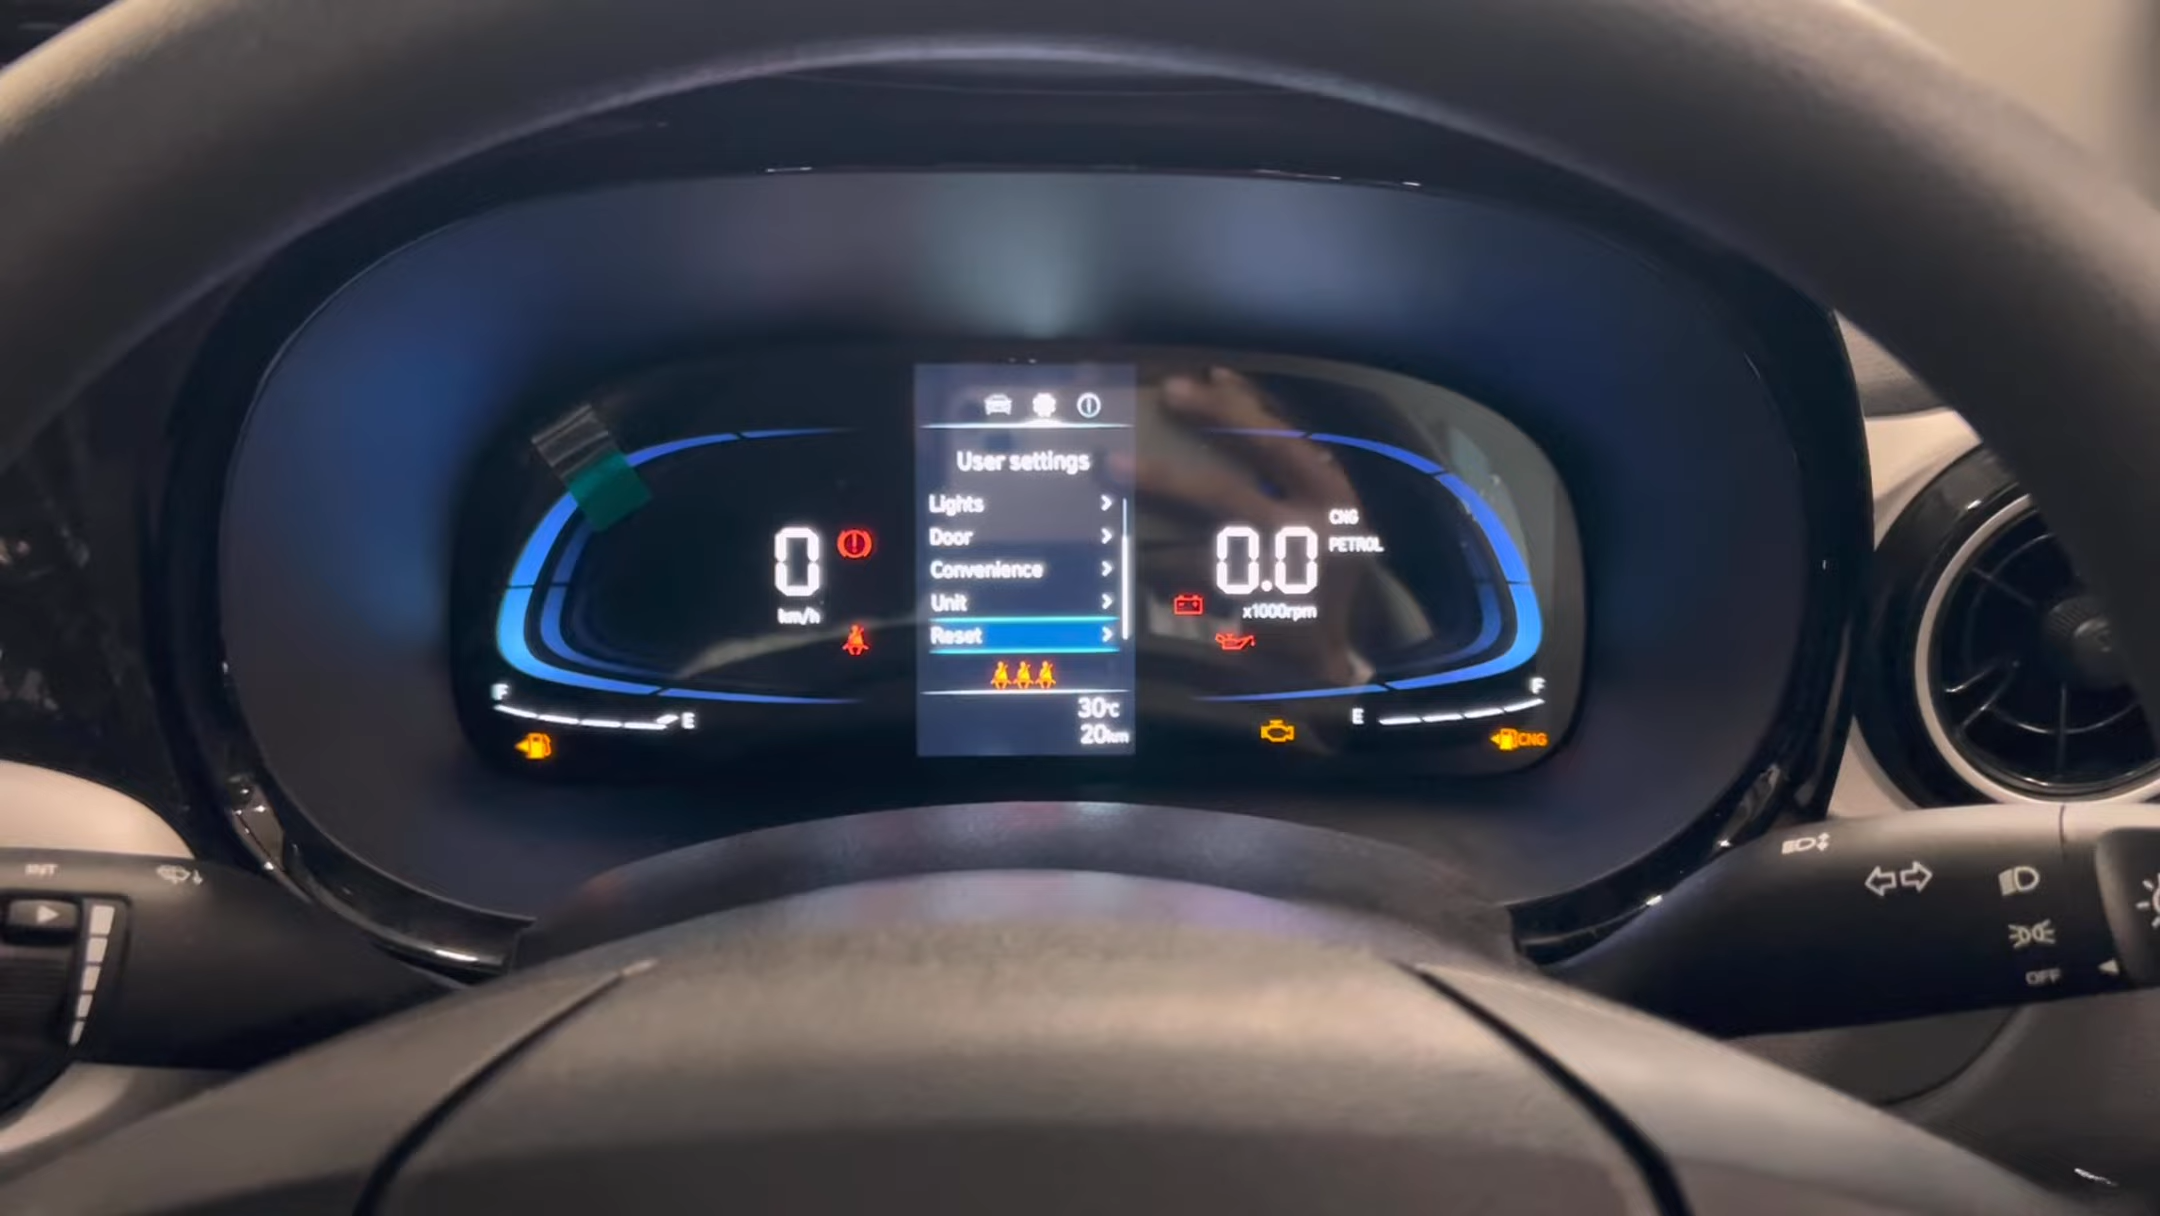 User settings
Lights
Door
Convenience
Unit
Reset
30°c
20km
0
km/h
F
E
0.0
x1000rpm
CNG
PETROL
E
F
CNG
OFF